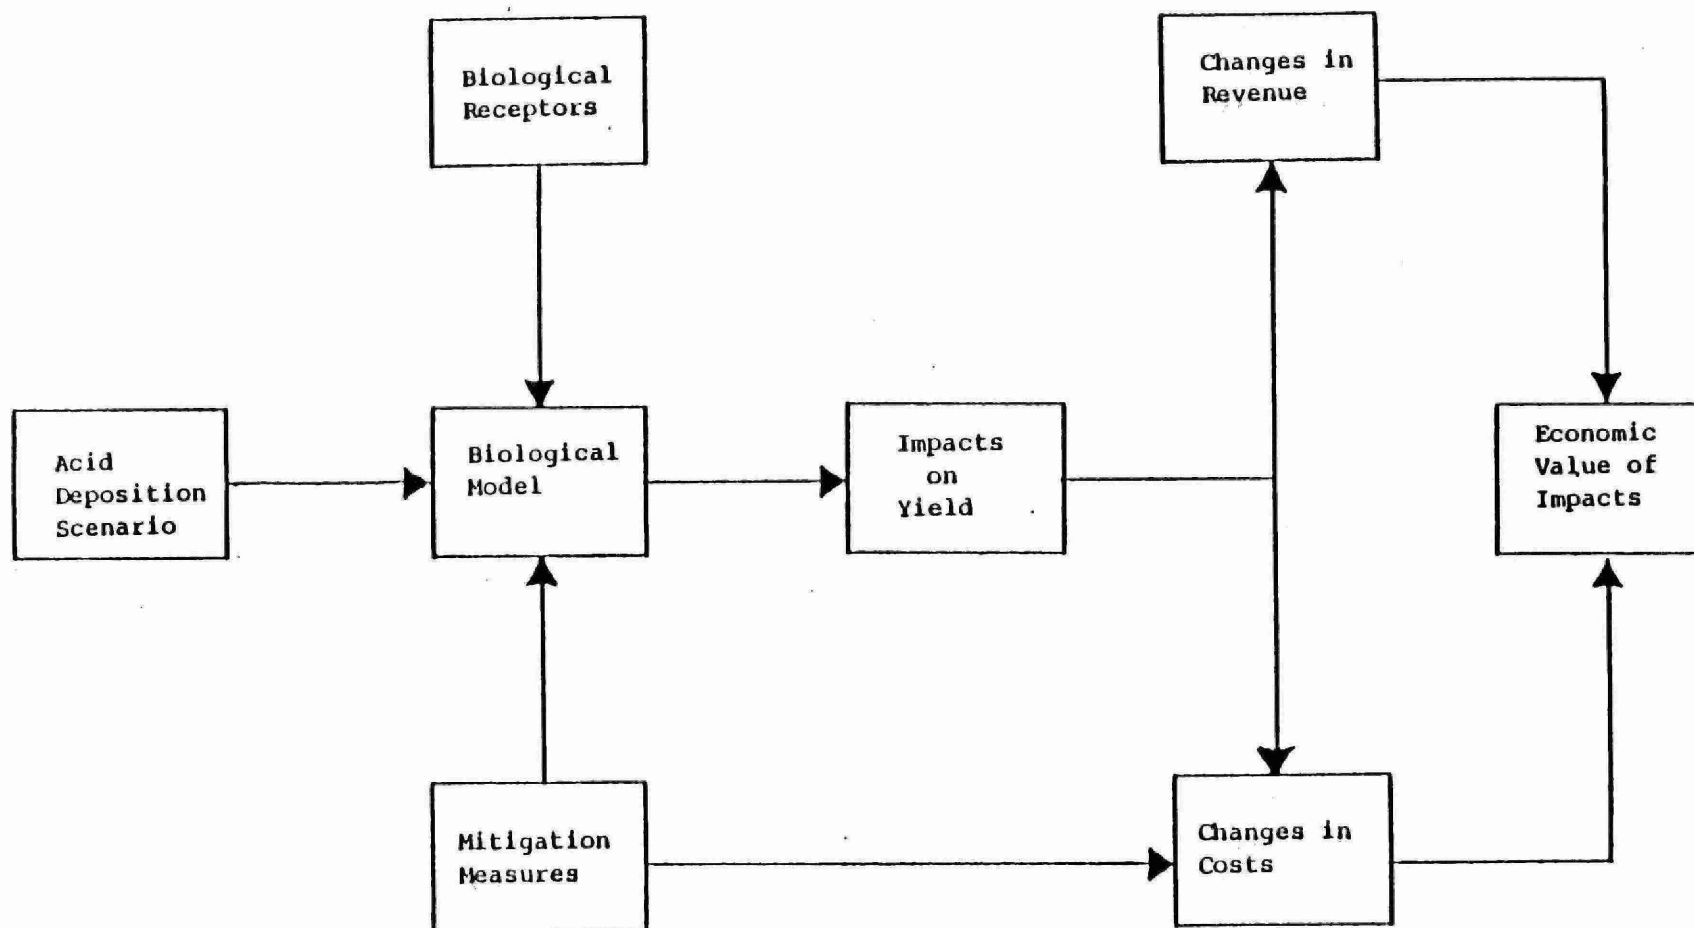 Biological
Receptors
Changes in
Revenue
Acid
Deposition
Scenario
Biological
Model
Impacts
on
Yield
Economic
Value of
Impacts
Mitigation
Measures
Changes in
Costs